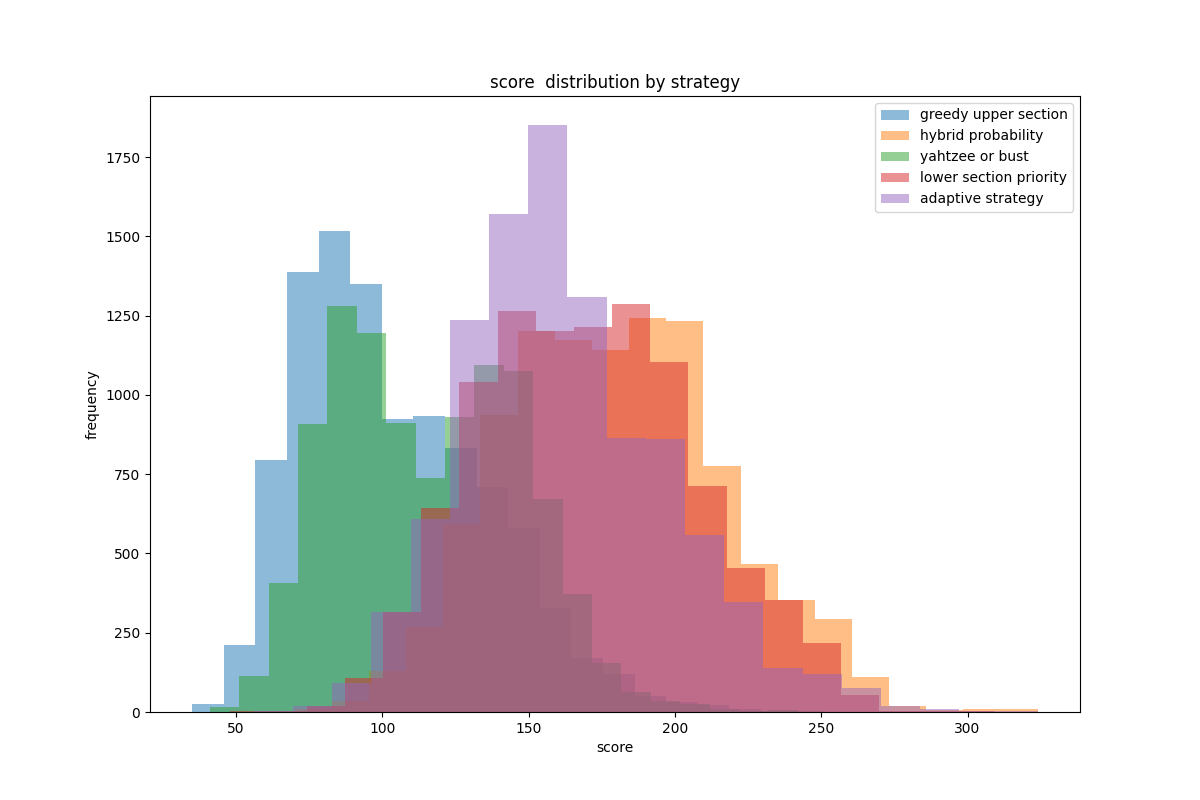 score  distribution by strategy
greedy upper section
hybrid probability
yahtzee or bust
lower section priority
adaptive strategy
1750
1500
1250
1000
750
500
250
0
frequency
50
100
150
200
250
300
score